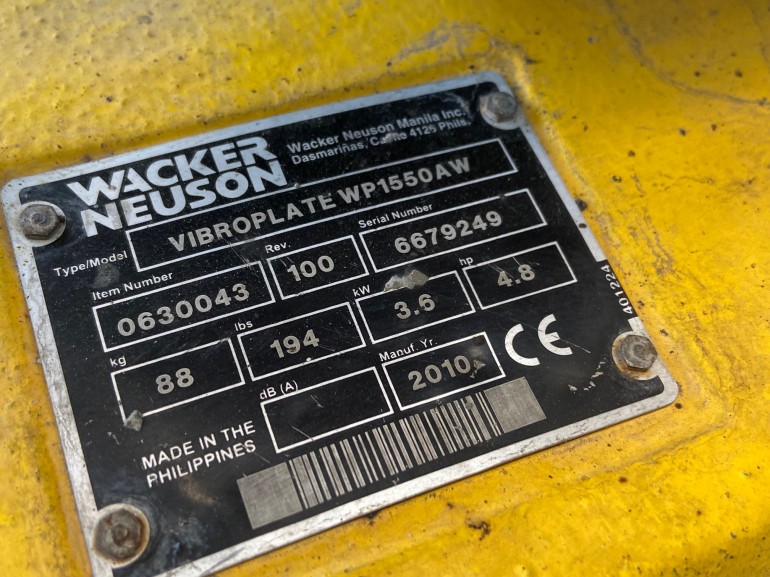 WACKER
NEUSON
Wacker Neuson Manila Inc.
Dasmariñas, Cavite 4125 Phils.
Type/Model
VIBROPLATE WP1550AW
Item Number
Rev.
Serial Number
0630043
100
6679249
kg
lbs
kW
hp
88
194
3.6
4.8
dB (A)
Manuf. Yr.
2010
CE
401224
MADE IN THE
PHILIPPINES